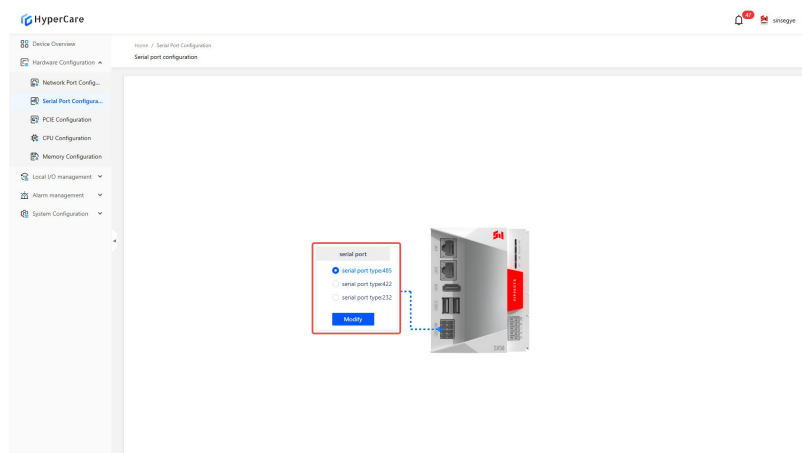 HyperCare
47
sinsegye
Device Overview
Home / Serial Port Configuration
Hardware Configuration
Serial port configuration
Network Port Config...
Serial Port Configura...
PCIE Configuration
CPU Configuration
Memory Configuration
Local I/O management
Alarm management
System Configuration
serial port
serial port type:485
serial port type:422
serial port type:232
Modify